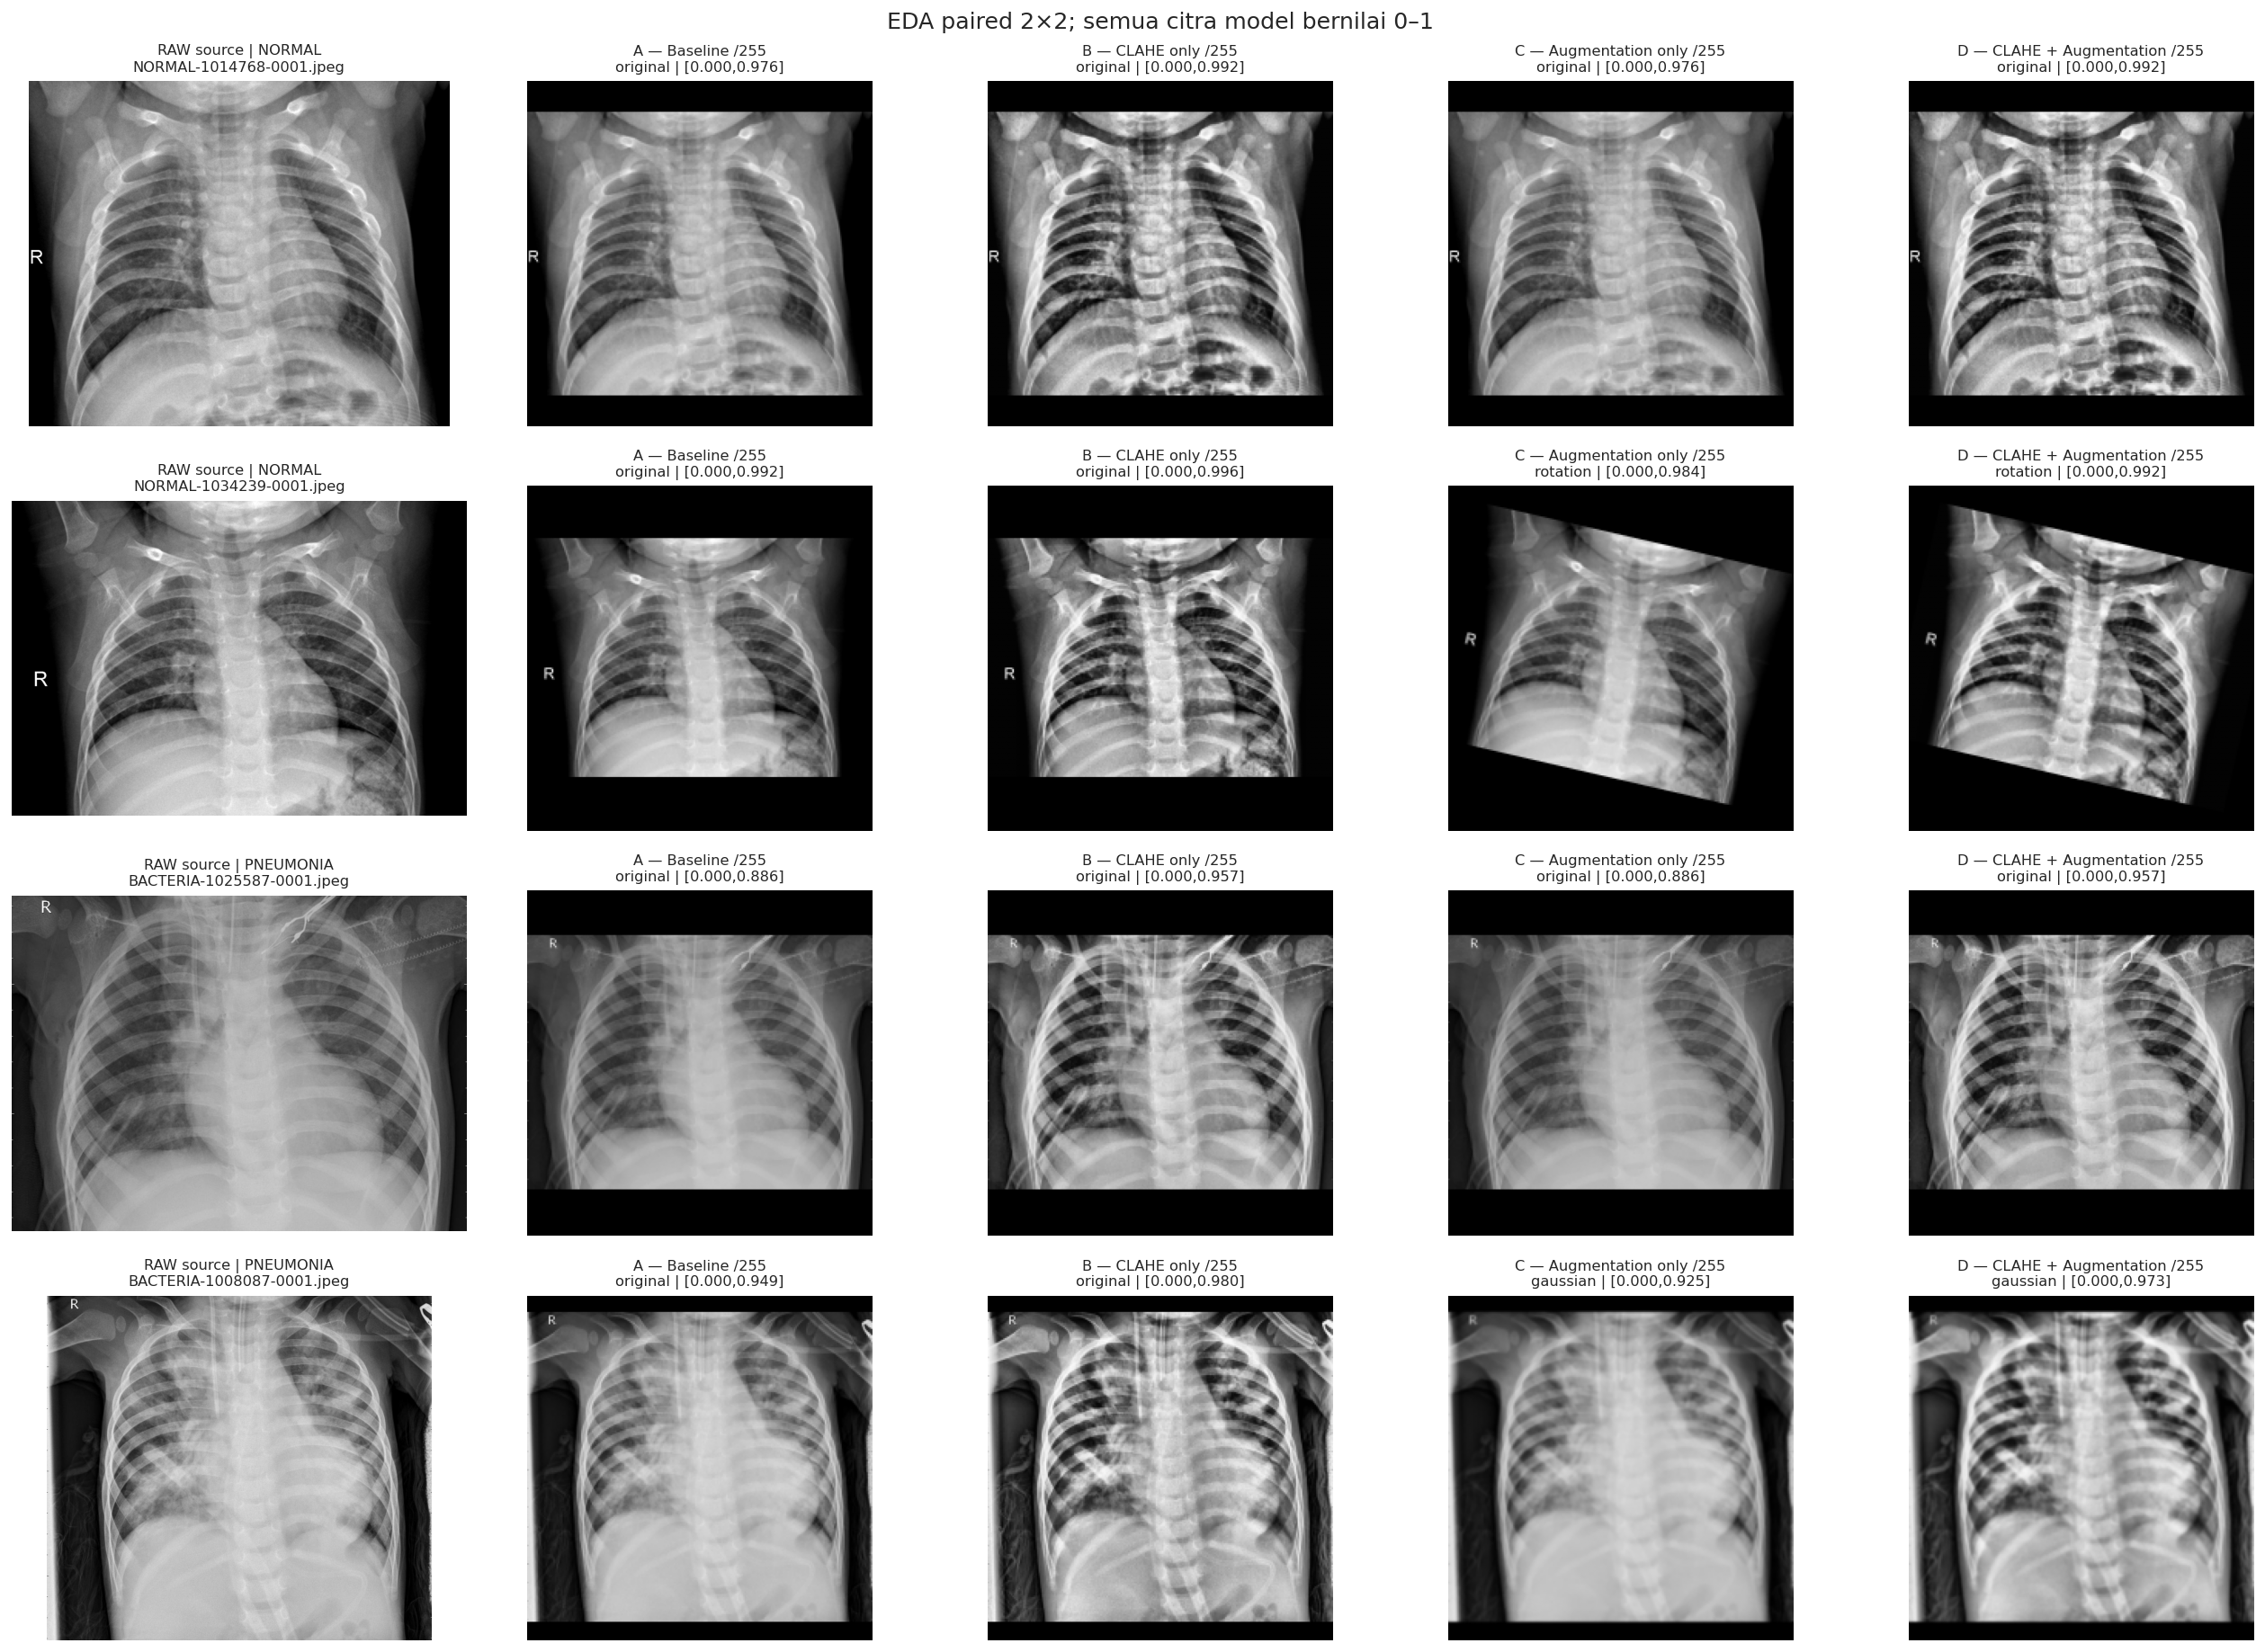 EDA paired 2×2; semua citra model bernilai 0–1
RAW source | NORMAL
NORMAL-1014768-0001.jpeg
A — Baseline /255
original | [0.000,0.976]
B — CLAHE only /255
original | [0.000,0.992]
C — Augmentation only /255
original | [0.000,0.976]
D — CLAHE + Augmentation /255
original | [0.000,0.992]
R
R
R
R
R
RAW source | NORMAL
NORMAL-1034239-0001.jpeg
A — Baseline /255
original | [0.000,0.992]
B — CLAHE only /255
original | [0.000,0.996]
C — Augmentation only /255
rotation | [0.000,0.984]
D — CLAHE + Augmentation /255
rotation | [0.000,0.992]
R
R
R
R
R
RAW source | PNEUMONIA
BACTERIA-1025587-0001.jpeg
A — Baseline /255
original | [0.000,0.886]
B — CLAHE only /255
original | [0.000,0.957]
C — Augmentation only /255
original | [0.000,0.886]
D — CLAHE + Augmentation /255
original | [0.000,0.957]
R
R
R
R
R
RAW source | PNEUMONIA
BACTERIA-1008087-0001.jpeg
A — Baseline /255
original | [0.000,0.949]
B — CLAHE only /255
original | [0.000,0.980]
C — Augmentation only /255
gaussian | [0.000,0.925]
D — CLAHE + Augmentation /255
gaussian | [0.000,0.973]
R
R
R
R
R